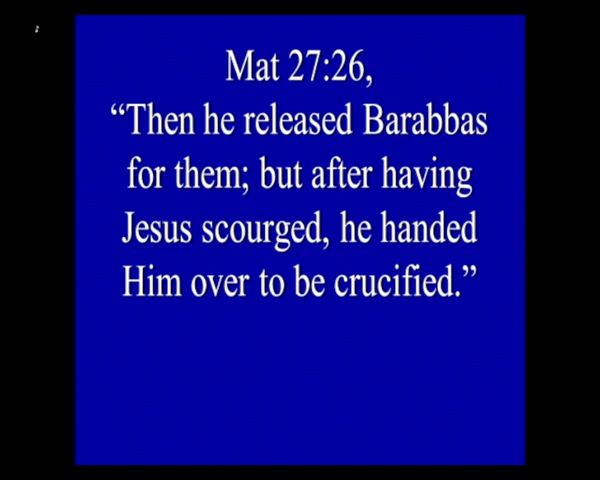 Mat 27:26,
“Then he released Barabbas
for them; but after having
Jesus scourged, he handed
Him over to be crucified.”